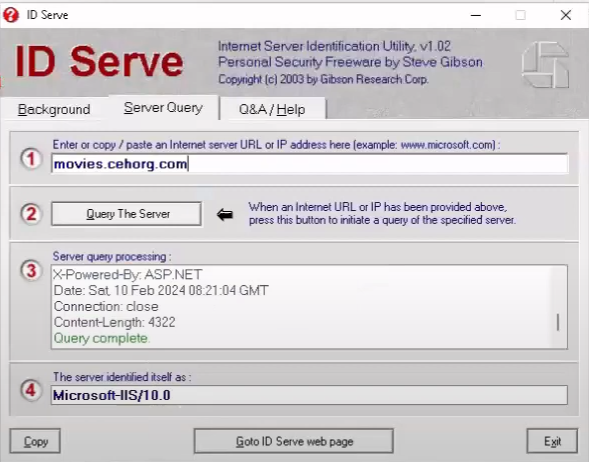 ID Serve
ID Serve
Internet Server Identification Utility, v1.02
Personal Security Freeware by Steve Gibson
Copyright (c) 2003 by Gibson Research Corp.
Background
Server Query
Q&A / Help
1
Enter or copy / paste an Internet server URL or IP address here (example: www.microsoft.com) :
movies.cehorg.com
2
Query The Server
When an Internet URL or IP has been provided above,
press this button to initiate a query of the specified server.
3
Server query processing :
X-Powered-By: ASP.NET
Date: Sat, 10 Feb 2024 08:21:04 GMT
Connection: close
Content-Length: 4322
Query complete.
4
The server identified itself as :
Microsoft-IIS/10.0
Copy
Goto ID Serve web page
Exit